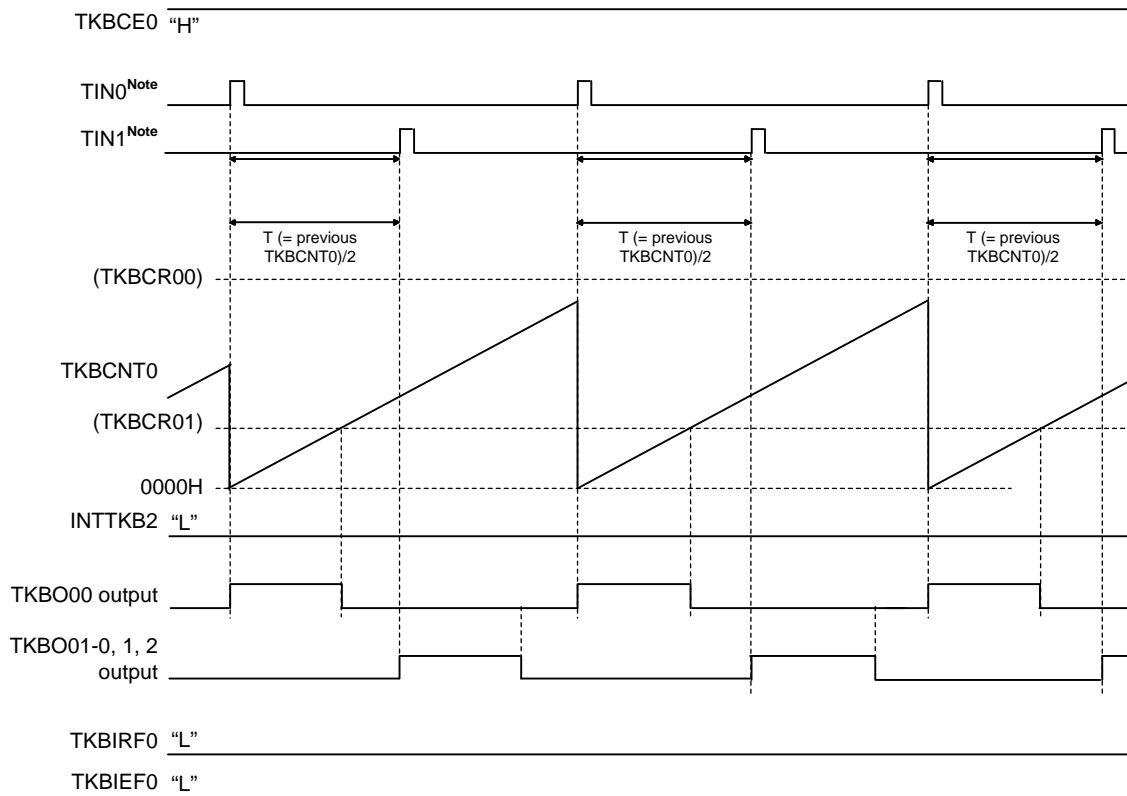 TKBCE0 “H”
TIN0Note
TIN1Note
T (= previous
TKBCNT0)/2
T (= previous
TKBCNT0)/2
T (= previous
TKBCNT0)/2
(TKBCR00)
TKBCNT0
(TKBCR01)
0000H
INTTKB2 “L”
TKBO00 output
TKBO01-0, 1, 2
output
TKBIRF0 “L”
TKBIEF0 “L”